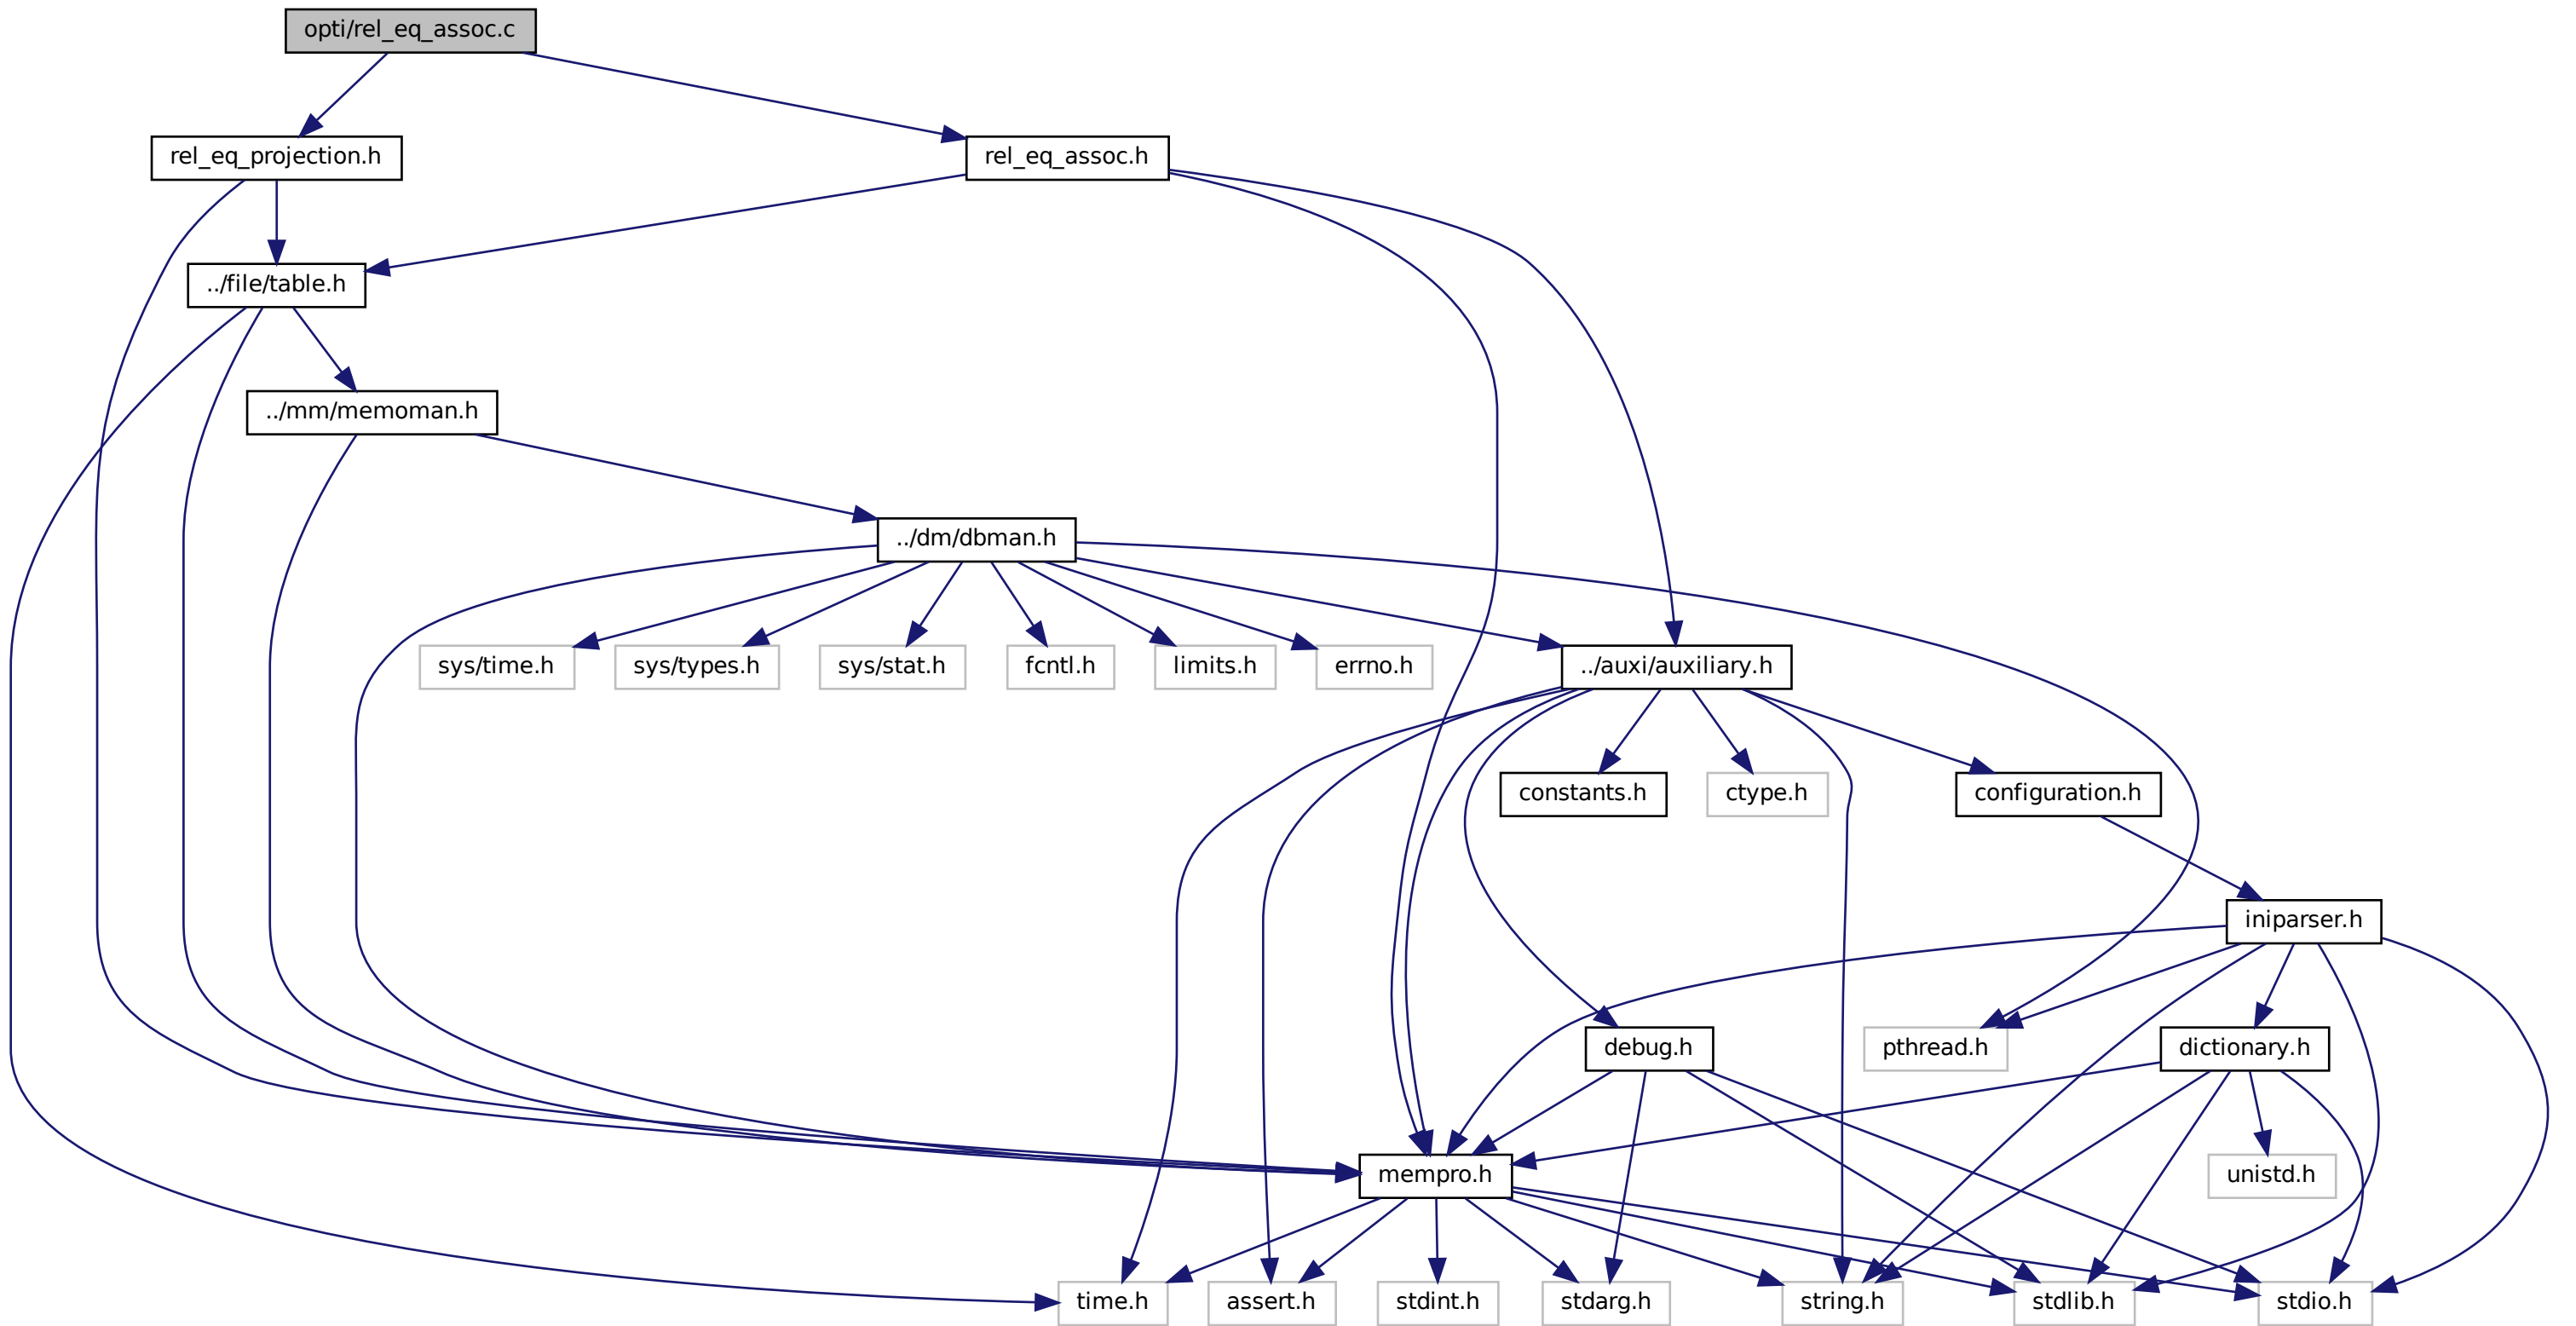 opti/rel_eq_assoc.c
rel_eq_projection.h
rel_eq_assoc.h
../file/table.h
../mm/memoman.h
../dm/dbman.h
sys/time.h
sys/types.h
sys/stat.h
fcntl.h
limits.h
errno.h
../auxi/auxiliary.h
constants.h
ctype.h
configuration.h
iniparser.h
debug.h
pthread.h
dictionary.h
mempro.h
unistd.h
time.h
assert.h
stdint.h
stdarg.h
string.h
stdlib.h
stdio.h